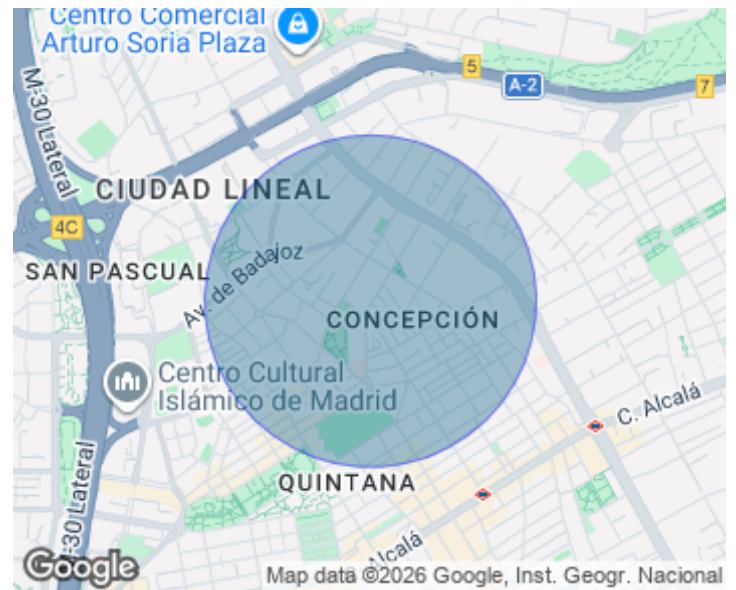 Centro Comercial
Arturo Soria Plaza
5
A-2
7
M-30 Lateral
CIUDAD LINEAL
4C
SAN PASCUAL
Av. de Badajoz
CONCEPCIÓN
Centro Cultural
Islámico de Madrid
C. Alcalá
QUINTANA
M-30 Lateral
Alcalá
Google
Map data ©2026 Google, Inst. Geogr. Nacional